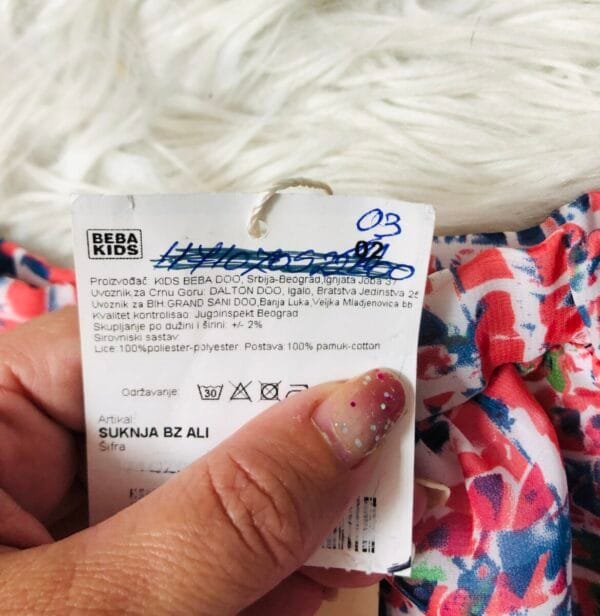 03
BEBA
KIDS
02
Proizvođač: KIDS BEBA DOO, Srbija-Beograd, Ignjata Joba 37
Uvoznik za Crnu Goru: DALTON DOO, Igalo, Bratstva Jedinstva 25
Uvoznik za BIH:GRAND SANI DOO,Banja Luka,Veljka Mladjenovica bb
Kvalitet kontrolisao: Jugoinspekt Beograd
Skupljanje po dužini i širini: +/- 2%
Sirovniski sastav:
Lice:100%poliester-polyester Postava:100% pamuk-cotton
Održavanje: 30
Artikal:
SUKNJA BZ ALI
Šifra